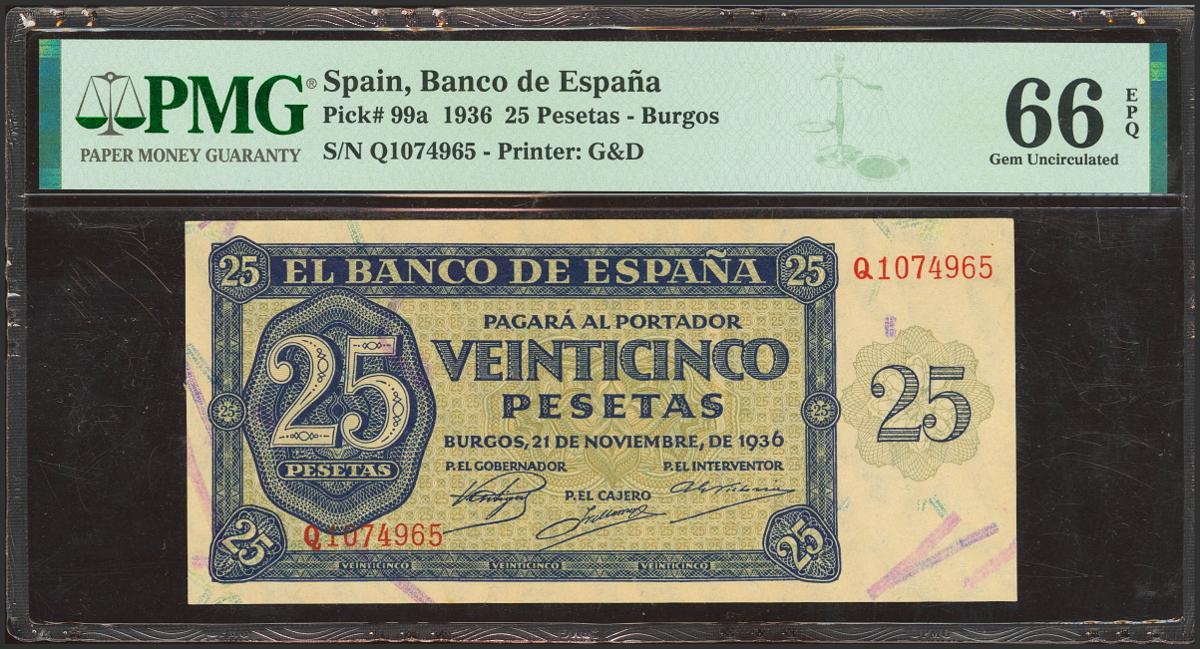 PMG®
PAPER MONEY GUARANTY
Spain, Banco de España
Pick# 99a 1936 25 Pesetas - Burgos
S/N Q1074965 - Printer: G&D
66 EPQ
Gem Uncirculated
25 EL BANCO DE ESPAÑA 25
Q1074965
PAGARÁ AL PORTADOR
VEINTICINCO
PESETAS
25
PESETAS
25
25
25
BURGOS, 21 DE NOVIEMBRE, DE 1936
P. EL GOBERNADOR
P. EL INTERVENTOR
P. EL CAJERO
Q1074965
25
25
VEINTICINCO VEINTICINCO VEINTICINCO